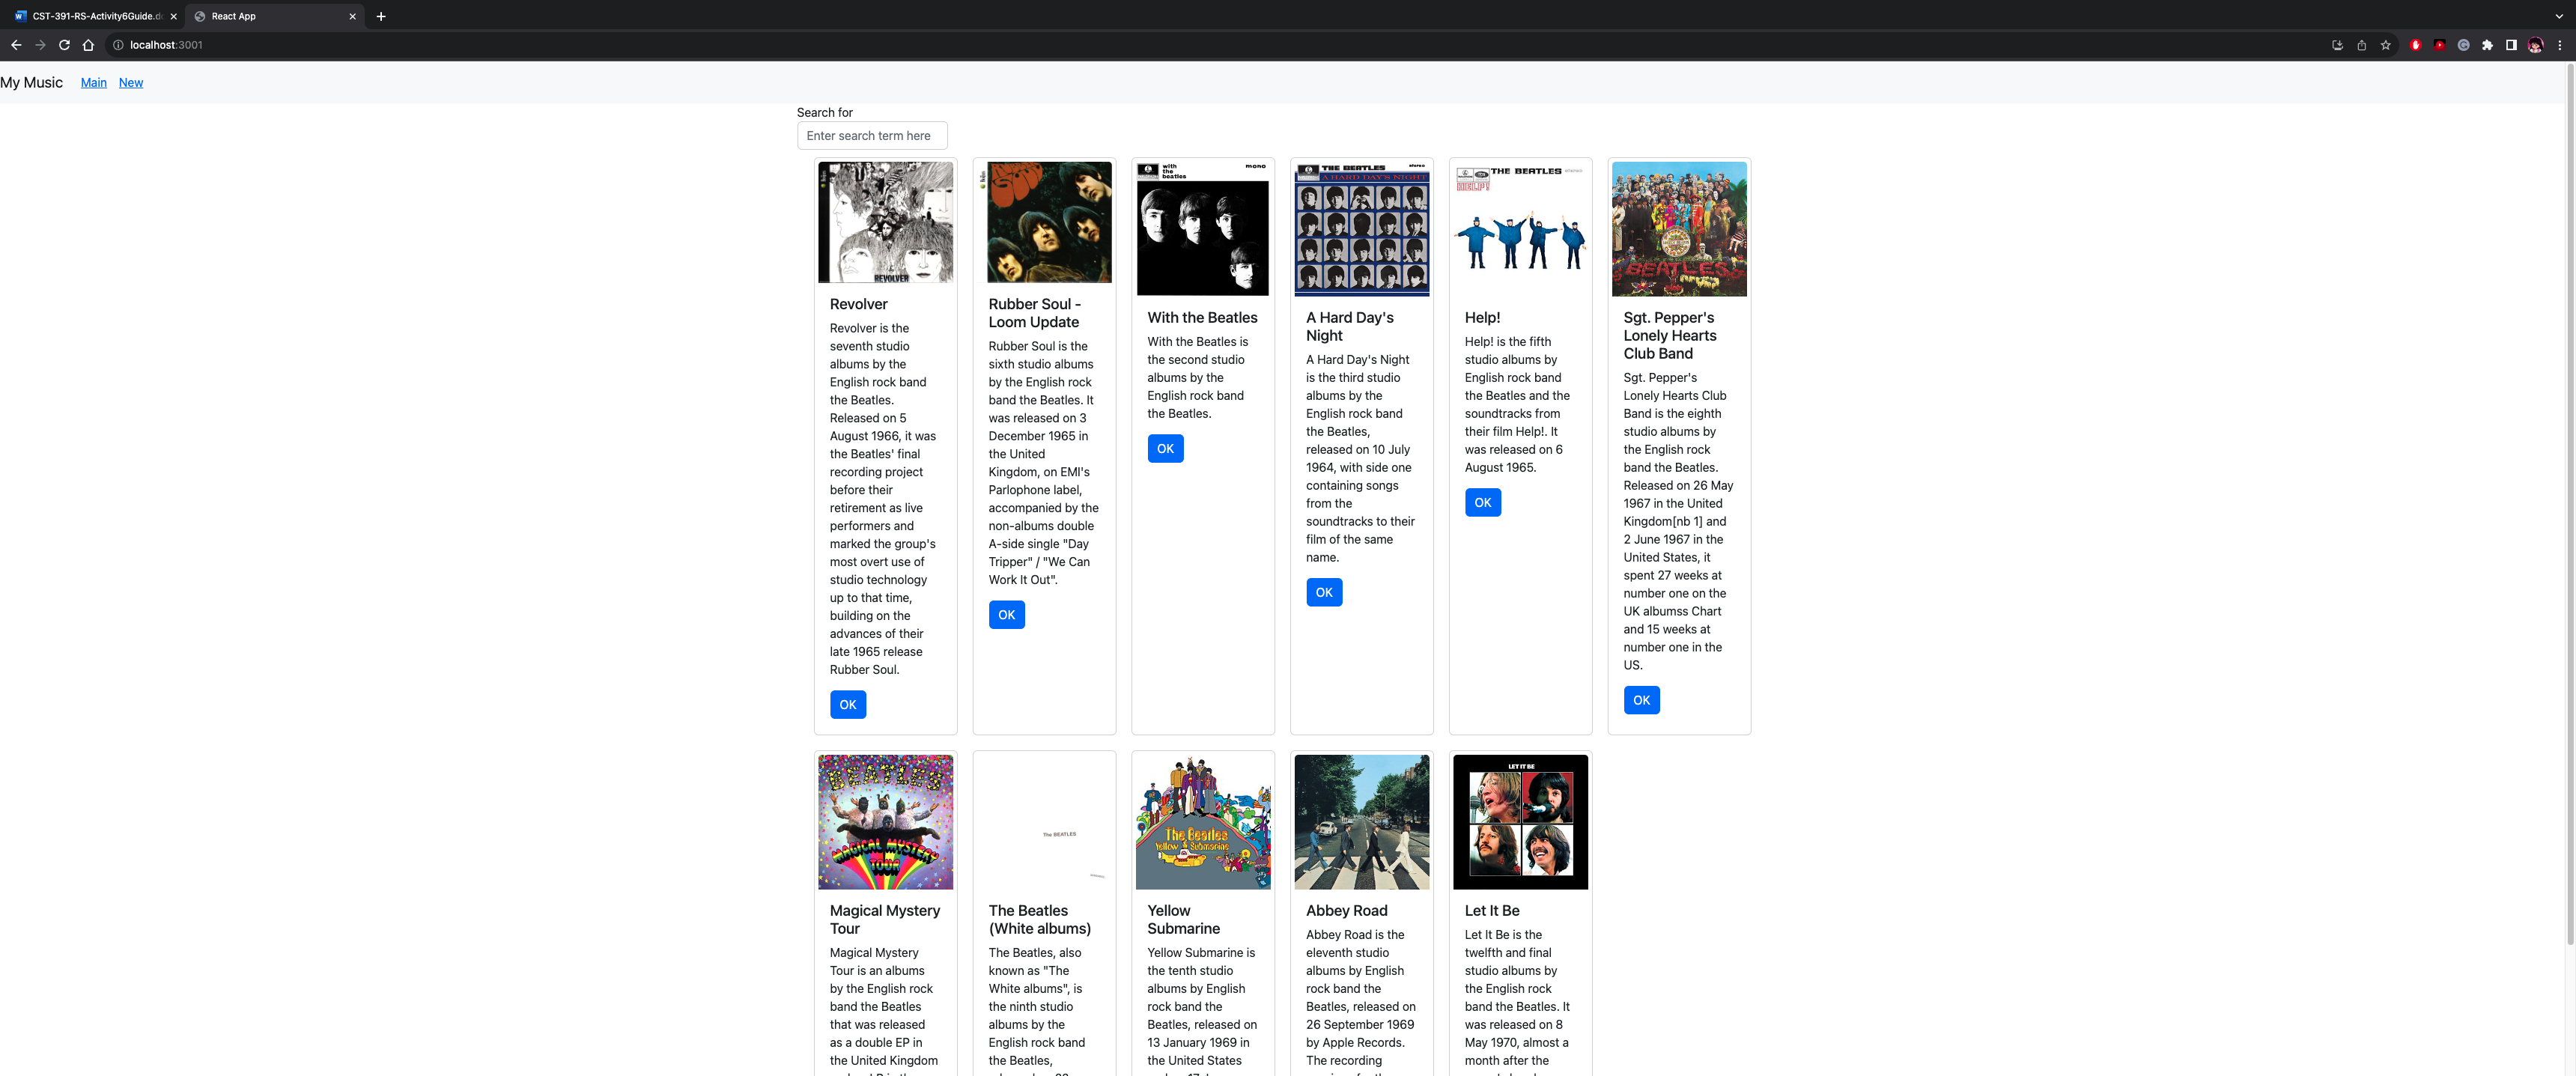 CST-391-RS-Activity6Guide.d
React App
localhost:3001
My Music
Main
New
Search for
Enter search term here
REVOLVER
Revolver
Revolver is the
seventh studio
albums by the
English rock band
the Beatles.
Released on 5
August 1966, it was
the Beatles' final
recording project
before their
retirement as live
performers and
marked the group's
most overt use of
studio technology
up to that time,
building on the
advances of their
late 1965 release
Rubber Soul.
OK
Rubber Soul -
Loom Update
Rubber Soul is the
sixth studio albums
by the English rock
band the Beatles. It
was released on 3
December 1965 in
the United
Kingdom, on EMI's
Parlophone label,
accompanied by the
non-albums double
A-side single "Day
Tripper" / "We Can
Work It Out".
OK
with
the
beatles
mono
With the Beatles
With the Beatles is
the second studio
albums by the
English rock band
the Beatles.
OK
THE BEATLES
stereo
A HARD DAY'S NIGHT
A Hard Day's
Night
A Hard Day's Night
is the third studio
albums by the
English rock band
the Beatles,
released on 10 July
1964, with side one
containing songs
from the
soundtracks to their
film of the same
name.
OK
THE BEATLES
stereo
HELP!
Help!
Help! is the fifth
studio albums by
English rock band
the Beatles and the
soundtracks from
their film Help!. It
was released on 6
August 1965.
OK
BEATLES
Sgt. Pepper's
Lonely Hearts
Club Band
Sgt. Pepper's
Lonely Hearts Club
Band is the eighth
studio albums by
the English rock
band the Beatles.
Released on 26 May
1967 in the United
Kingdom[nb 1] and
2 June 1967 in the
United States, it
spent 27 weeks at
number one on the
UK albumss Chart
and 15 weeks at
number one in the
US.
OK
BEATLES
MAGICAL MYSTERY
TOUR
Magical Mystery
Tour
Magical Mystery
Tour is an albums
by the English rock
band the Beatles
that was released
as a double EP in
the United Kingdom
The BEATLES
The Beatles
(White albums)
The Beatles, also
known as "The
White albums", is
the ninth studio
albums by the
English rock band
the Beatles,
The Beatles
Yellow Submarine
Yellow
Submarine
Yellow Submarine is
the tenth studio
albums by English
rock band the
Beatles, released on
13 January 1969 in
the United States
Abbey Road
Abbey Road is the
eleventh studio
albums by English
rock band the
Beatles, released on
26 September 1969
by Apple Records.
The recording
LET IT BE
Let It Be
Let It Be is the
twelfth and final
studio albums by
the English rock
band the Beatles. It
was released on 8
May 1970, almost a
month after the